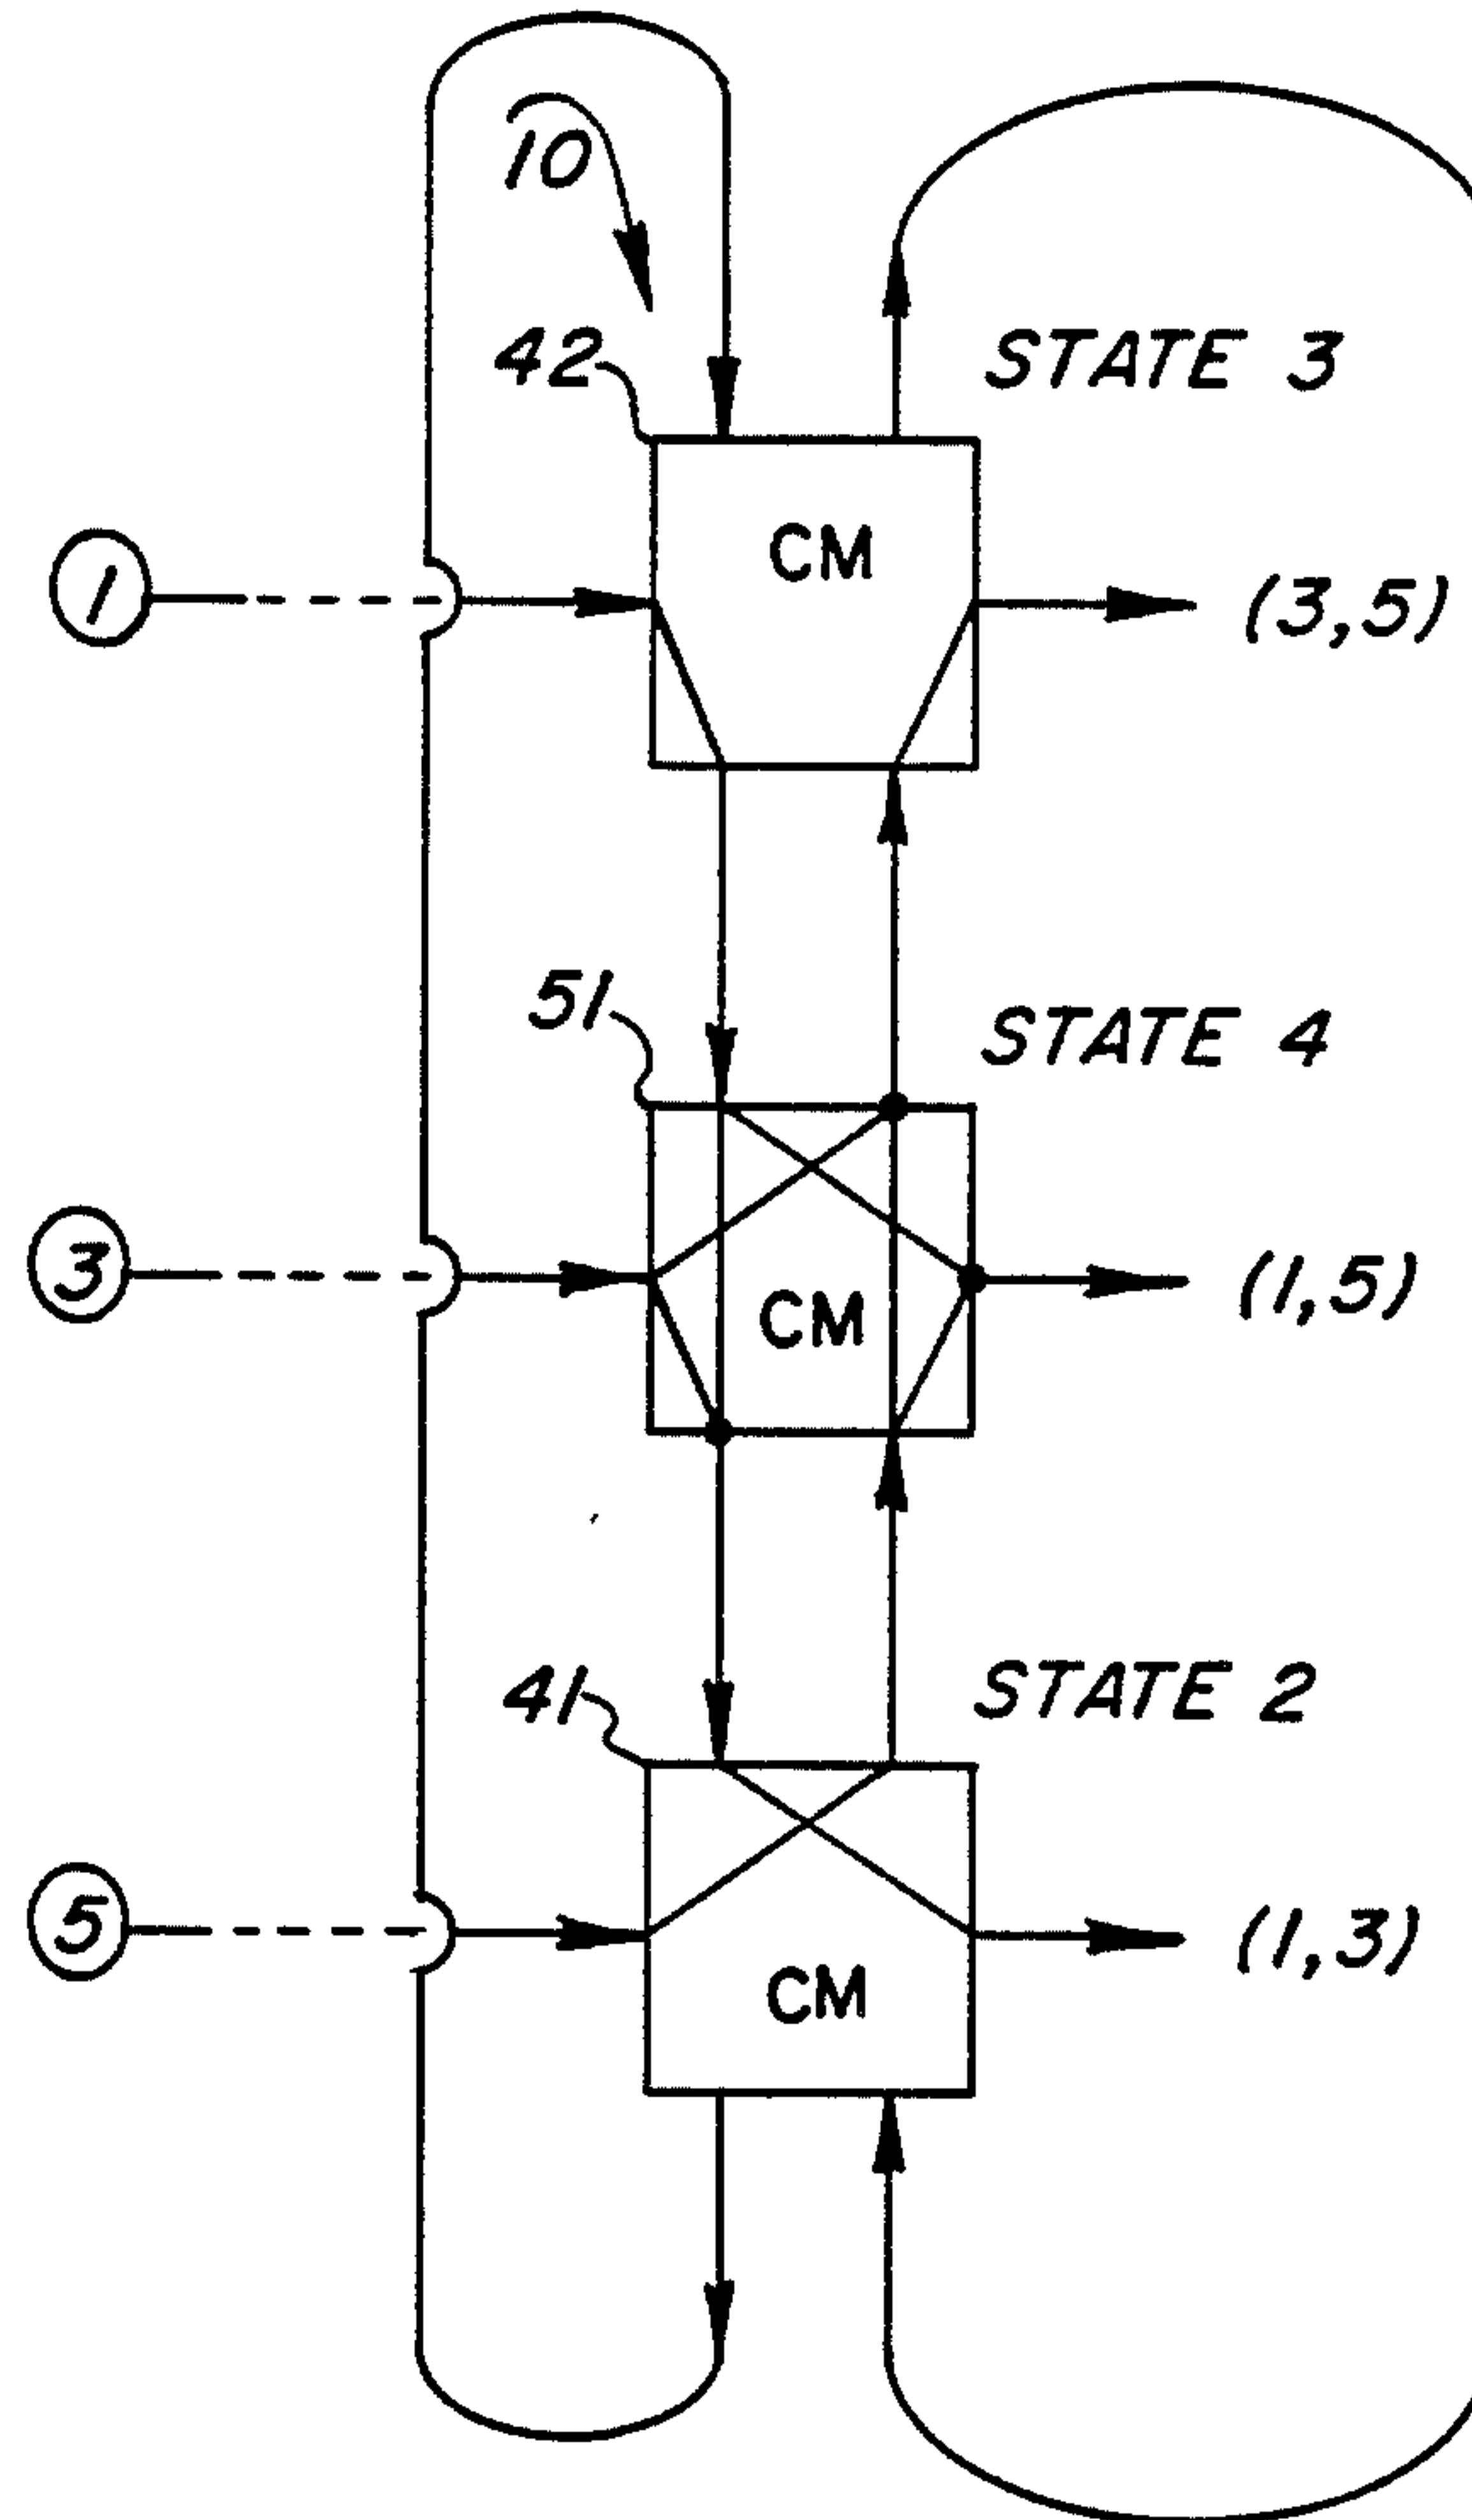 10
42
STATE 3
CM
1
(3,5)
51
STATE 4
3
CM
(1,5)
41
STATE 2
5
CM
(1,3)